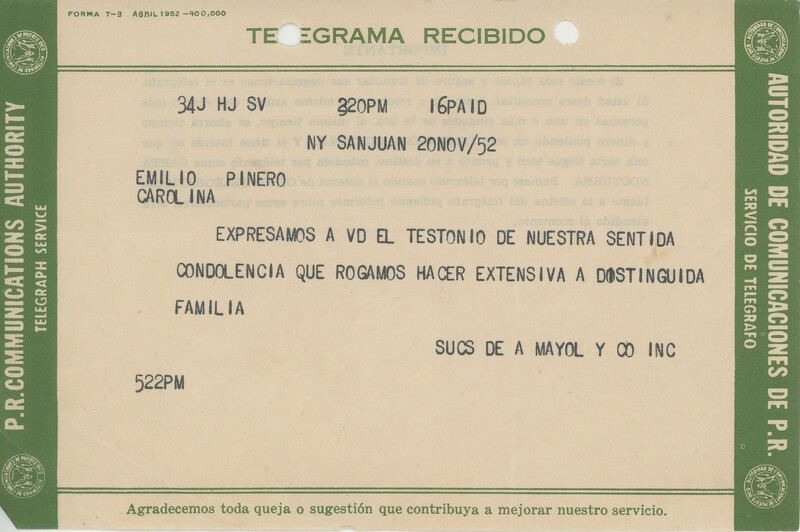 FORMA T-3 ABRIL 1952-400,000
TELEGRAMA RECIBIDO
34J HJ SV 320PM 16PAID
NY SANJUAN 20NOV/52
EMILIO PINERO
CAROLINA
EXPRESAMOS A VD EL TESTONIO DE NUESTRA SENTIDA
CONDOLENCIA QUE ROGAMOS HACER EXTENSIVA A DISTINGUIDA
FAMILIA
SUCS DE A MAYOL Y CO INC
522PM
Agradecemos toda queja o sugestión que contribuya a mejorar nuestro servicio.
P.R. COMMUNICATIONS AUTHORITY
TELEGRAPH SERVICE
AUTORIDAD DE COMUNICACIONES DE P.R.
SERVICIO DE TELEGRAFO